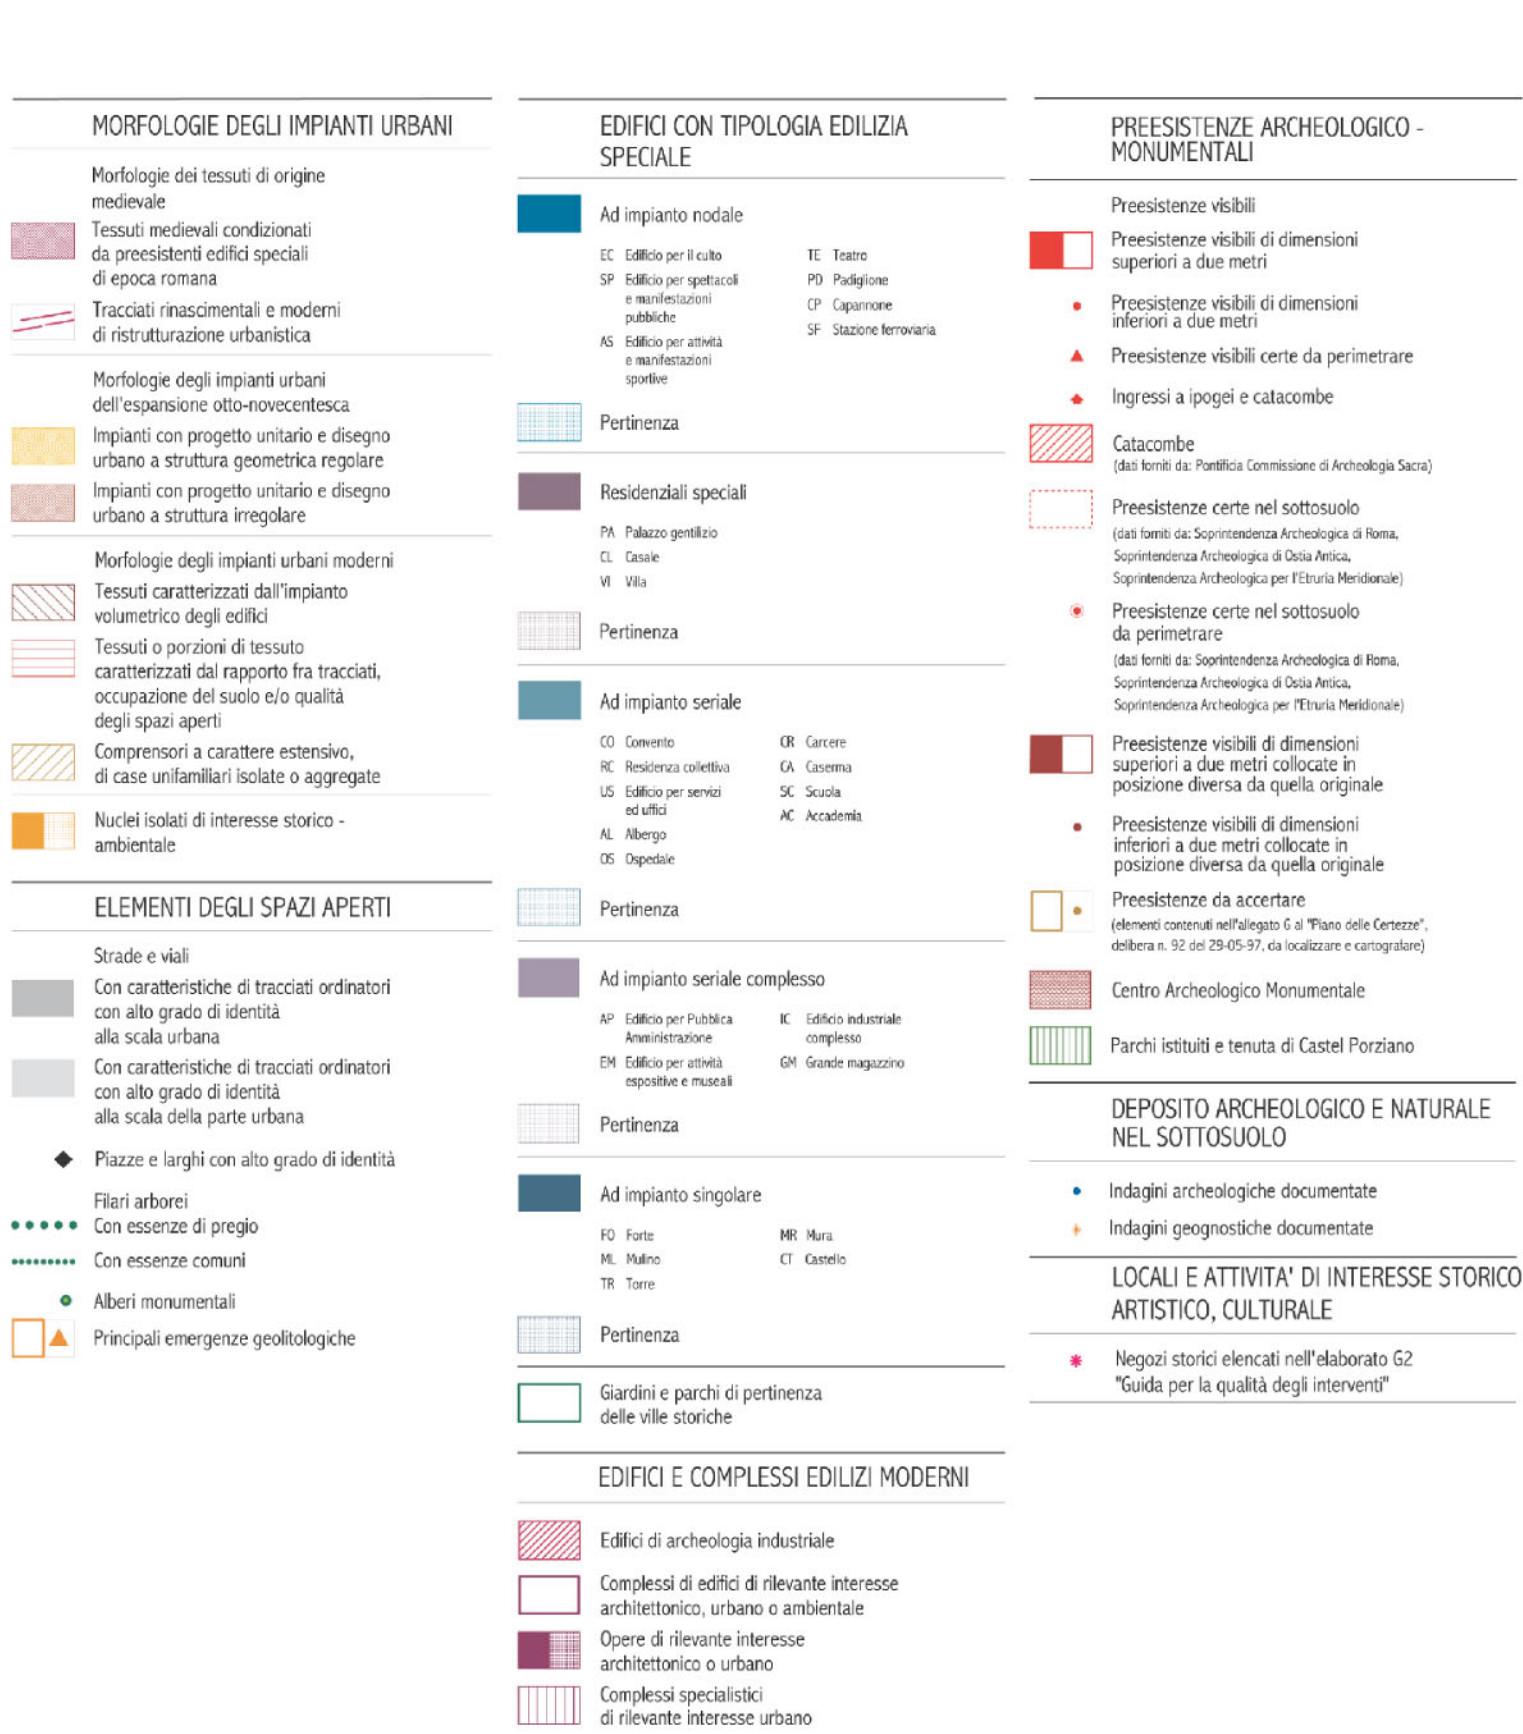 MORFOLOGIE DEGLI IMPIANTI URBANI
Morfologie dei tessuti di origine
medievale
Tessuti medievali condizionati
da preesistenti edifici speciali
di epoca romana
Tracciati rinascimentali e moderni
di ristrutturazione urbanistica
Morfologie degli impianti urbani
dell'espansione otto-novecentesca
Impianti con progetto unitario e disegno
urbano a struttura geometrica regolare
Impianti con progetto unitario e disegno
urbano a struttura irregolare
Morfologie degli impianti urbani moderni
Tessuti caratterizzati dall'impianto
volumetrico degli edifici
Tessuti o porzioni di tessuto
caratterizzati dal rapporto fra tracciati,
occupazione del suolo e/o qualità
degli spazi aperti
Comprensori a carattere estensivo,
di case unifamiliari isolate o aggregate
Nuclei isolati di interesse storico -
ambientale
ELEMENTI DEGLI SPAZI APERTI
Strade e viali
Con caratteristiche di tracciati ordinatori
con alto grado di identità
alla scala urbana
Con caratteristiche di tracciati ordinatori
con alto grado di identità
alla scala della parte urbana
Piazze e larghi con alto grado di identità
Filari arborei
Con essenze di pregio
Con essenze comuni
Alberi monumentali
Principali emergenze geolitologiche
EDIFICI CON TIPOLOGIA EDILIZIA
SPECIALE
Ad impianto nodale
EC Edificio per il culto
SP Edificio per spettacoli
e manifestazioni
pubbliche
AS Edificio per attività
e manifestazioni
sportive
TE Teatro
PD Padiglione
CP Capannone
SF Stazione ferroviaria
Pertinenza
Residenziali speciali
PA Palazzo gentilizio
CL Casale
VI Villa
Pertinenza
Ad impianto seriale
CO Convento
RC Residenza collettiva
US Edificio per servizi
ed uffici
AL Albergo
OS Ospedale
CR Carcere
CA Caserma
SC Scuola
AC Accademia
Pertinenza
Ad impianto seriale complesso
AP Edificio per Pubblica
Amministrazione
EM Edificio per attività
espositive e museali
IC Edificio industriale
complesso
GM Grande magazzino
Pertinenza
Ad impianto singolare
FO Forte
ML Mulino
TR Torre
MR Mura
CT Castello
Pertinenza
Giardini e parchi di pertinenza
delle ville storiche
EDIFICI E COMPLESSI EDILIZI MODERNI
Edifici di archeologia industriale
Complessi di edifici di rilevante interesse
architettonico, urbano o ambientale
Opere di rilevante interesse
architettonico o urbano
Complessi specialistici
di rilevante interesse urbano
PREESISTENZE ARCHEOLOGICO -
MONUMENTALI
Preesistenze visibili
Preesistenze visibili di dimensioni
superiori a due metri
Preesistenze visibili di dimensioni
inferiori a due metri
Preesistenze visibili certe da perimetrare
Ingressi a ipogei e catacombe
Catacombe
(dati forniti da: Pontificia Commissione di Archeologia Sacra)
Preesistenze certe nel sottosuolo
(dati forniti da: Soprintendenza Archeologica di Roma,
Soprintendenza Archeologica di Ostia Antica,
Soprintendenza Archeologica per l'Etruria Meridionale)
Preesistenze certe nel sottosuolo
da perimetrare
(dati forniti da: Soprintendenza Archeologica di Roma,
Soprintendenza Archeologica di Ostia Antica,
Soprintendenza Archeologica per l'Etruria Meridionale)
Preesistenze visibili di dimensioni
superiori a due metri collocate in
posizione diversa da quella originale
Preesistenze visibili di dimensioni
inferiori a due metri collocate in
posizione diversa da quella originale
Preesistenze da accertare
(elementi contenuti nell'allegato G al "Piano delle Certezze",
delibera n. 92 del 29-05-97, da localizzare e cartografare)
Centro Archeologico Monumentale
Parchi istituiti e tenuta di Castel Porziano
DEPOSITO ARCHEOLOGICO E NATURALE
NEL SOTTOSUOLO
Indagini archeologiche documentate
Indagini geognostiche documentate
LOCALI E ATTIVITA' DI INTERESSE STORICO
ARTISTICO, CULTURALE
Negozi storici elencati nell'elaborato G2
"Guida per la qualità degli interventi"